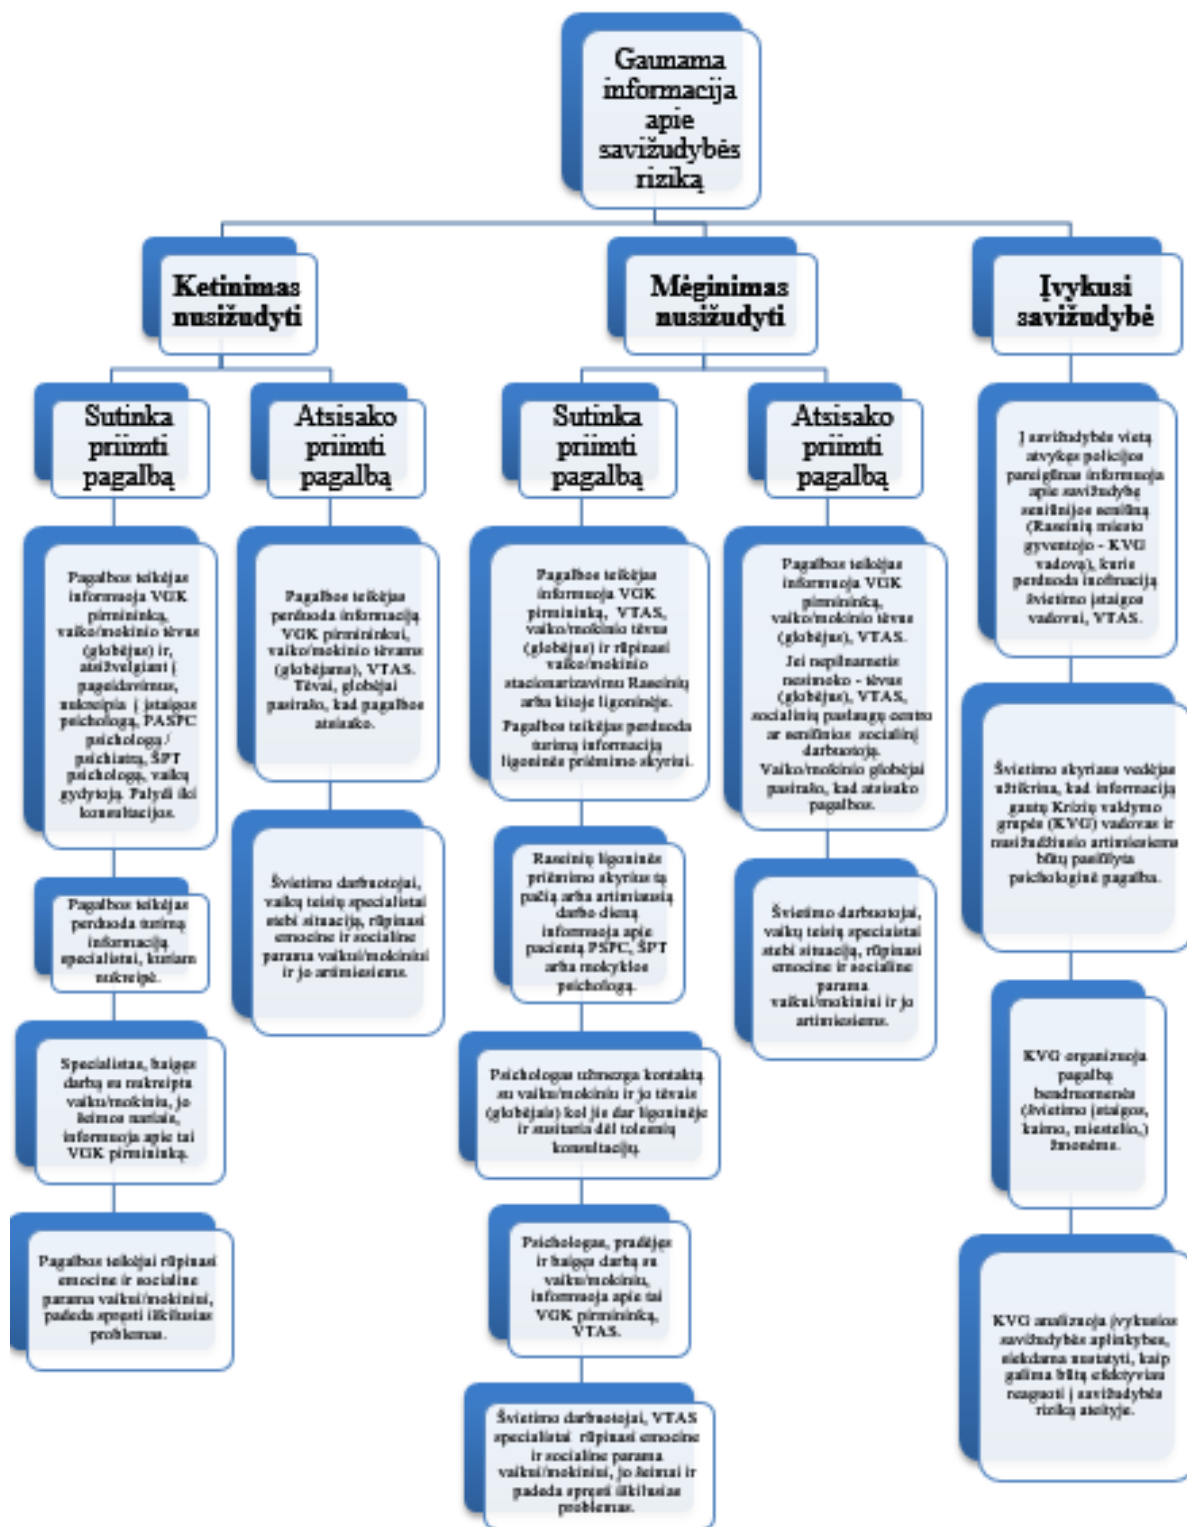 Gaunama
informacija
apie
savižudybės
riziką
Ketinimas
nusižudyti
Mėginimas
nusižudyti
Įvykusi
savižudybė
Sutinka
priimti
pagalbą
Atsisako
priimti
pagalbą
Sutinka
priimti
pagalbą
Atsisako
priimti
pagalbą
Pagalbos teikėjas
informuoja VGK
pirmininką,
vaiko/mokinio tėvus
(globėjus) ir,
atsižvelgiant į
pageidavimus,
nukreipia į įstaigos
psichologą, PASPC
psichologą/
psichiatrą, ŠPT
psichologą, vaikų
gydytoją. Palydi iki
konsultacijos.
Pagalbos teikėjas
perduoda turimą
informaciją
specialistui, kuriam
nukreipė.
Specialistas, baigęs
darbą su nukreiptu
vaiku/mokiniu, jo
šeimos nariais,
informuoja apie tai
VGK pirmininką.
Pagalbos teikėjai rūpinasi
emocine ir socialine
parama vaikui/mokiniui,
padeda spręsti iškilusias
problemas.
Pagalbos teikėjas
perduoda informaciją
VGK pirmininkui,
vaiko/mokinio tėvams
(globėjams), VTAS.
Tėvai, globėjai
pasirašo, kad pagalbos
atsisako.
Švietimo darbuotojai,
vaikų teisių specialistai
stebi situaciją, rūpinasi
emocine ir socialine
parama vaikui/mokiniui
ir jo artimiesiems.
Pagalbos teikėjas
informuoja VGK
pirmininką, VTAS,
vaiko/mokinio tėvus
(globėjus) ir rūpinasi
vaiko/mokinio
stacionarizavimu Raseinių
arba kitoje ligoninėje.
Pagalbos teikėjas perduoda
turimą informaciją
ligoninės priėmimo skyriui.
Raseinių ligoninės
priėmimo skyrius tą
pačią arba artimiausią
darbo dieną
informuoja apie
pacientą PSPC, ŠPT
arba mokyklos
psichologą.
Psichologas užmezga kontaktą
su vaiku/mokiniu ir jo tėvais
(globėjais) kol jis dar ligoninėje
ir susitaria dėl tolesnių
konsultacijų.
Psichologas, pradėjęs
ir baigęs darbą su
vaiku/mokiniu,
informuoja apie tai
VGK pirmininką,
VTAS.
Švietimo darbuotojai, VTAS
specialistai rūpinasi emocine
ir socialine parama
vaikui/mokiniui, jo šeimai ir
padeda spręsti iškilusias
problemas.
Pagalbos teikėjas
informuoja VGK
pirmininką,
vaiko/mokinio tėvus
(globėjus), VTAS.
Jei nepilnametis
nesimoko - tėvus
(globėjus), VTAS,
socialinių paslaugų centro
ar seniūnijos socialinį
darbuotoją.
Vaiko/mokinio globėjai
pasirašo, kad atsisako
pagalbos.
Švietimo darbuotojai,
vaikų teisių speciaistai
stebi situaciją, rūpinasi
emocine ir socialine
parama
vaikui/mokiniui ir jo
artimiesiems.
Į savižudybės vietą
atvykęs policijos
pareigūnas informuoja
apie savižudybę
seniūnijos seniūną
(Raseinių miesto
gyventojo - KVG
vadovą), kuris
perduoda inofmaciją
švietimo įstaigos
vadovui, VTAS.
Švietimo skyriaus vedėjas
užtikrina, kad informaciją
gautų Krizių valdymo
grupės (KVG) vadovas ir
nusižudžiusio artimiesiems
būtų pasiūlyta
psichologinė pagalba.
KVG organizuoja
pagalbą
bendruomenės
(švietimo įstaigos,
kaimo, miestelio,)
žmonėms.
KVG analizuoja įvykusios
savižudybės aplinkybes,
siekdama nustatyti, kaip
galima būtų efektyviau
reaguoti į savižudybės
riziką ateityje.